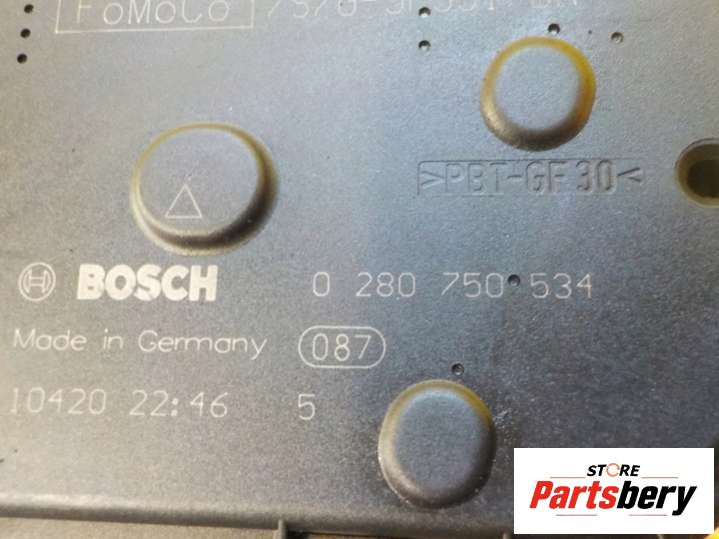 FoMoCo
>PBT-GF30<
BOSCH 0 280 750 534
Made in Germany 087
10420 22:46 5
STORE
Partsbery